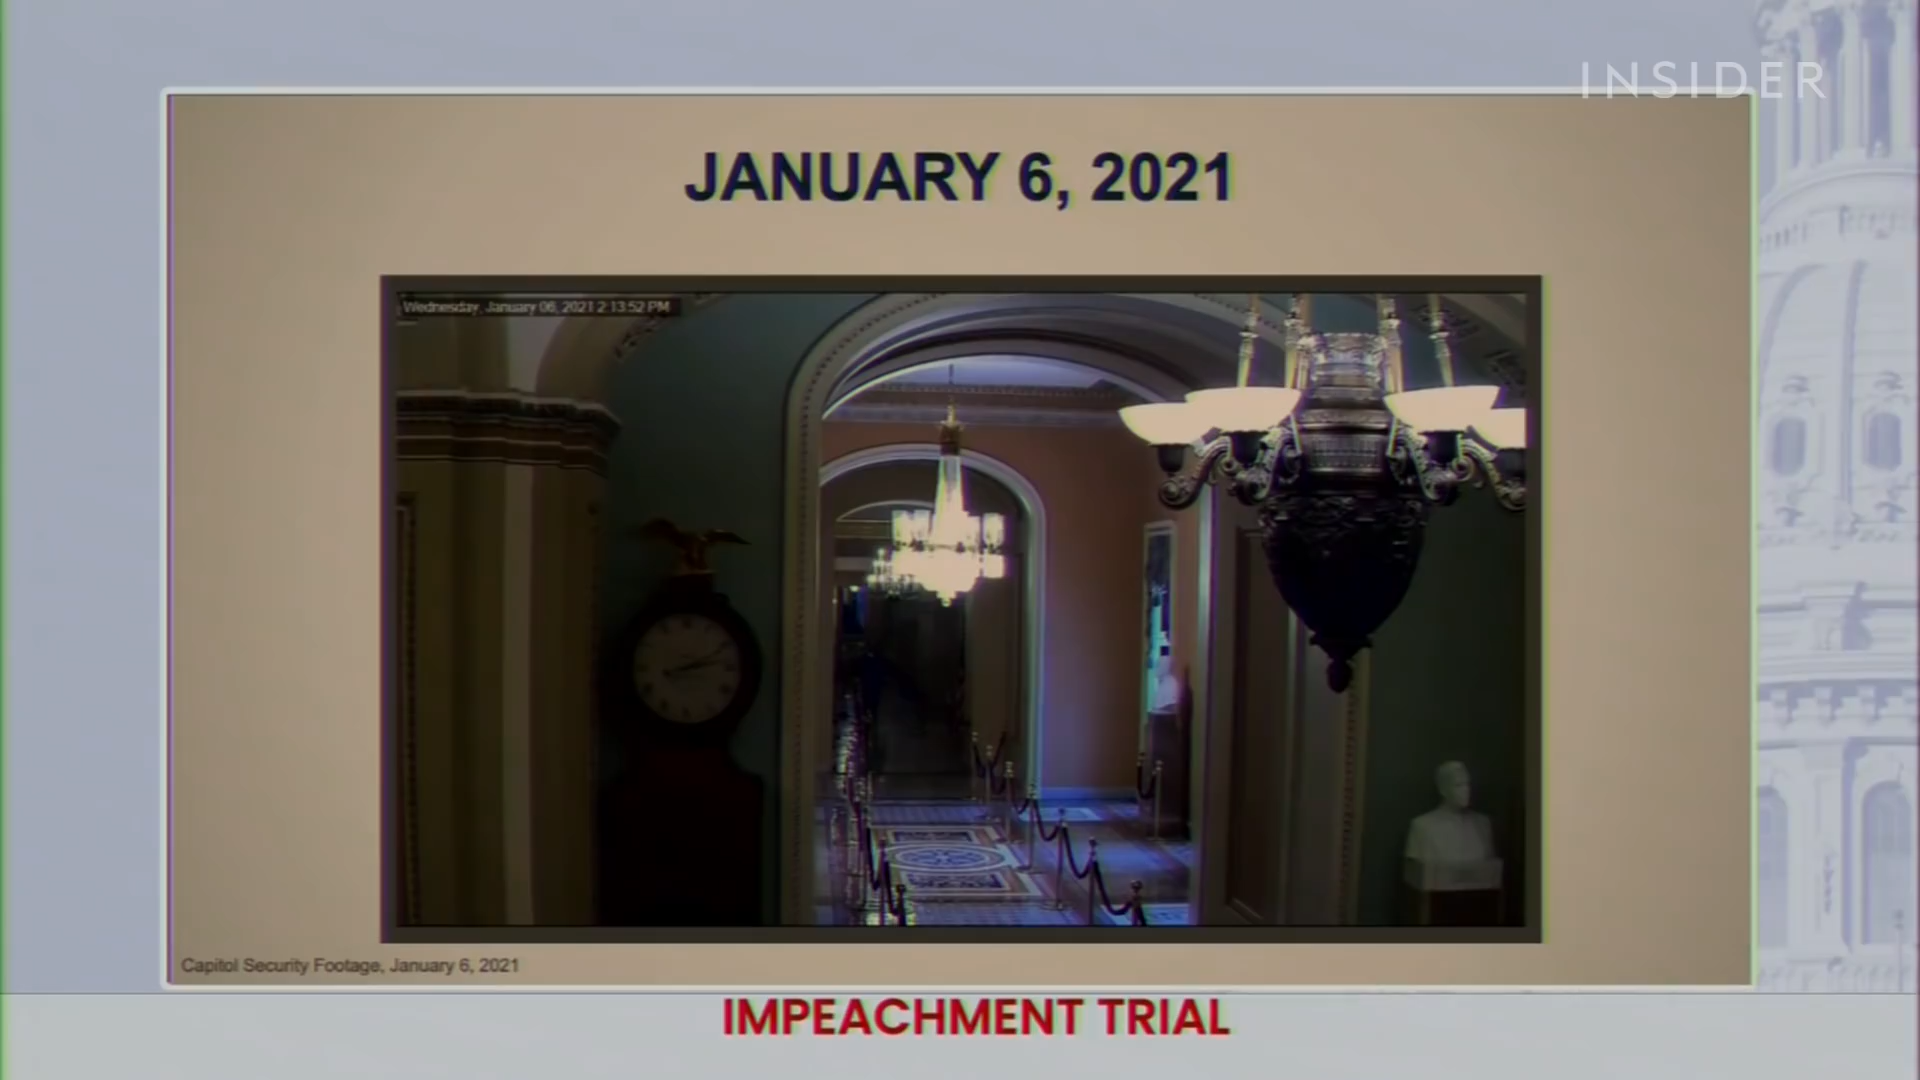 INSIDER
JANUARY 6, 2021
Wednesday, January 06, 2021 2:13:52 PM
Capitol Security Footage, January 6, 2021
IMPEACHMENT TRIAL